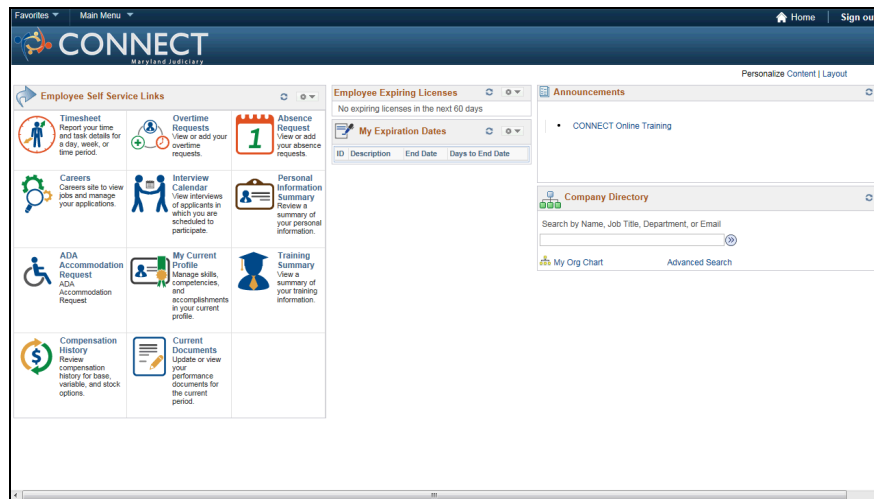 Favorites Main Menu Home Sign out
CONNECT
Maryland Judiciary
Personalize Content | Layout
Employee Self Service Links
Timesheet
Report your time
and task details for
a day, week, or
time period.
Overtime
Requests
View or add your
overtime
requests.
Absence
Request
View or add
your absence
requests.
1
Careers
Careers site to view
jobs and manage
your applications.
Interview
Calendar
View interviews
of applicants in
which you are
scheduled to
participate.
Personal
Information
Summary
Review a
summary of
your personal
information.
ADA
Accommodation
Request
ADA
Accommodation
Request
My Current
Profile
Manage skills,
competencies,
and
accomplishments
in your current
profile.
Training
Summary
View a
summary of
your training
information.
Compensation
History
Review
compensation
history for base,
variable, and stock
options.
$
Current
Documents
Update or view
your
performance
documents for
the current
period.
Employee Expiring Licenses
No expiring licenses in the next 60 days
My Expiration Dates
ID Description End Date Days to End Date
Announcements
• CONNECT Online Training
Company Directory
Search by Name, Job Title, Department, or Email
My Org Chart Advanced Search